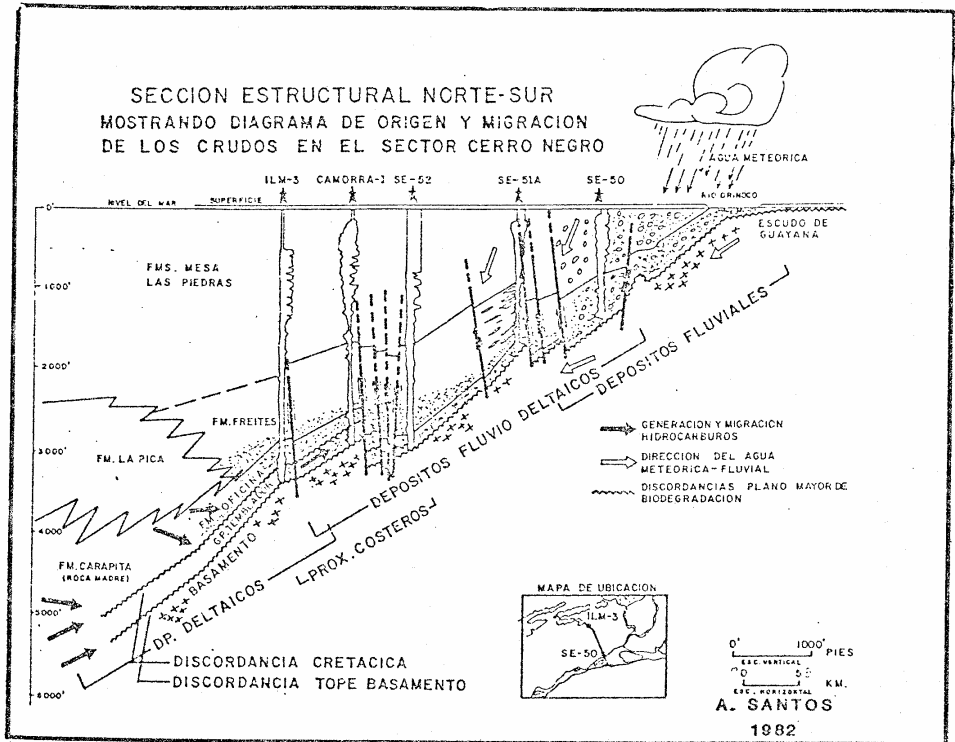 SECCION ESTRUCTURAL NORTE-SUR
MOSTRANDO DIAGRAMA DE ORIGEN Y MIGRACION
DE LOS CRUDOS EN EL SECTOR CERRO NEGRO
AGUA METEORICA
ILM-3 CAMORRA-1 SE-52 SE-51A SE-50 RIO ORINOCO
NIVEL DEL MAR SUPERFICIE
0'
ESCUDO DE
GUAYANA
FMS. MESA
LAS PIEDRAS
1000'
2000'
3000'
4000'
5000'
6000'
FM. FREITES
FM. LA PICA
FM. OFICINA
GP. TEMBLADOR
BASAMENTO
FM. CARAPITA
(ROCA MADRE)
DP. DELTAICOS
L-PROX. COSTEROS
DEPOSITOS FLUVIO DELTAICOS
DEPOSITOS FLUVIALES
GENERACION Y MIGRACION
HIDROCARBUROS
DIRECCION DEL AGUA
METEORICA-FLUVIAL
DISCORDANCIAS PLANO MAYOR DE
BIODEGRADACION
DISCORDANCIA CRETACICA
DISCORDANCIA TOPE BASAMENTO
MAPA DE UBICACION
ILM-3
SE-50
0' 1000' PIES
ESC. VERTICAL
0 5
KM.
ESC. HORIZONTAL
A. SANTOS
1982